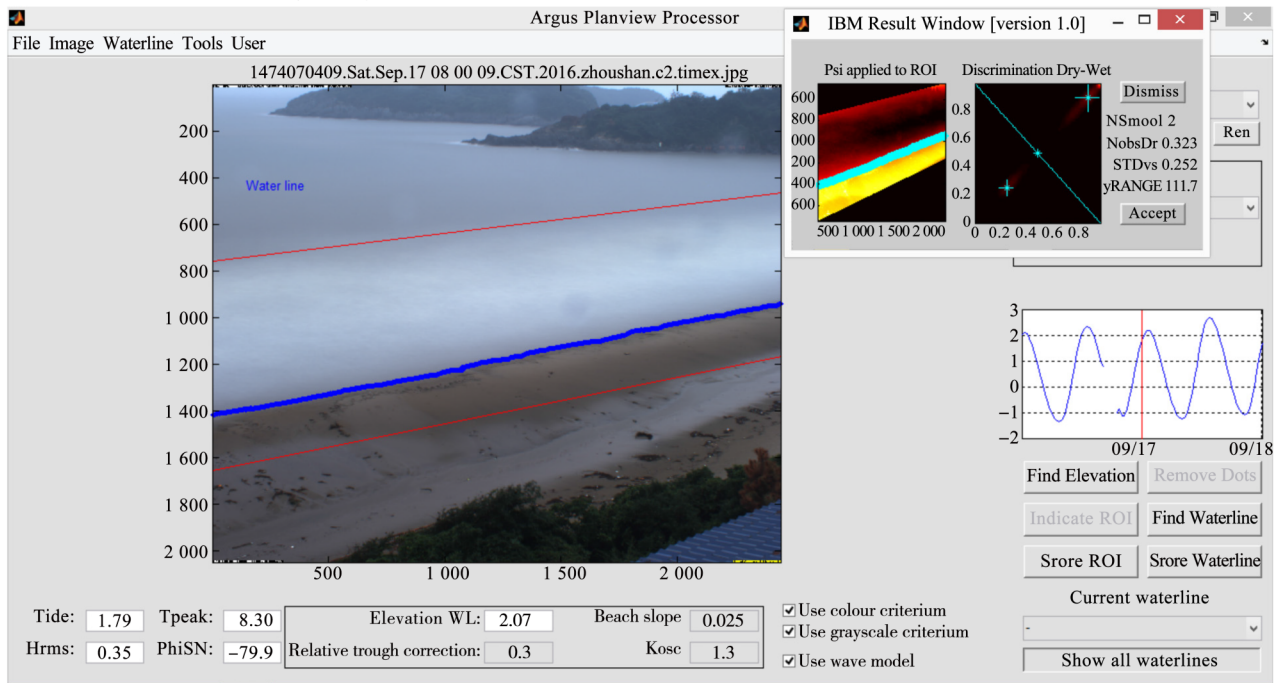 Argus Planview Processor
File Image Waterline Tools User
1474070409.Sat.Sep.17 08 00 09.CST.2016.zhoushan.c2.timex.jpg
200
400
600
800
1 000
1 200
1 400
1 600
1 800
2 000
Water line
500 1 000 1 500 2 000
IBM Result Window [version 1.0]
Psi applied to ROI
600
800
000
200
400
600
500 1 000 1 500 2 000
Discrimination Dry-Wet
0.8
0.6
0.4
0.2
0
0 0.2 0.4 0.6 0.8
Dismiss
NSmool 2
NobsDr 0.323
STDvs 0.252
yRANGE 111.7
Accept
Ren
3
2
1
0
−1
−2
09/17 09/18
Find Elevation Remove Dots
Indicate ROI Find Waterline
Srore ROI Srore Waterline
Current waterline
-
Show all waterlines
Tide: 1.79 Tpeak: 8.30
Hrms: 0.35 PhiSN: −79.9
Elevation WL: 2.07 Beach slope 0.025
Relative trough correction: 0.3 Kosc 1.3
Use colour criterium
Use grayscale criterium
Use wave model